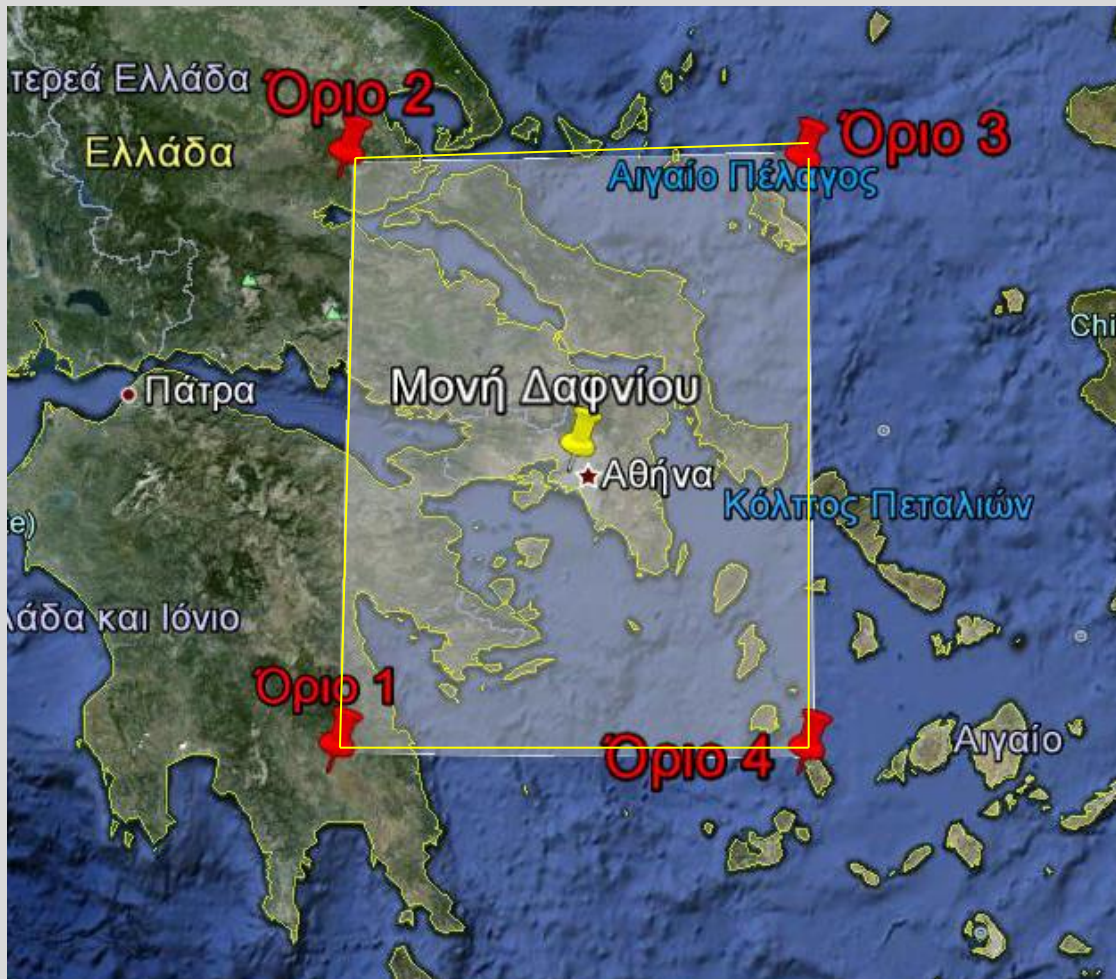 τερεά Ελλάδα
Όριο 2
Όριο 3
Ελλάδα
Αιγαίο Πέλαγος
Chi
Πάτρα
Μονή Δαφνίου
Αθήνα
Κόλπος Πεταλιών
te)
λάδα και Ιόνιο
Όριο 1
Όριο 4
Αιγαίο